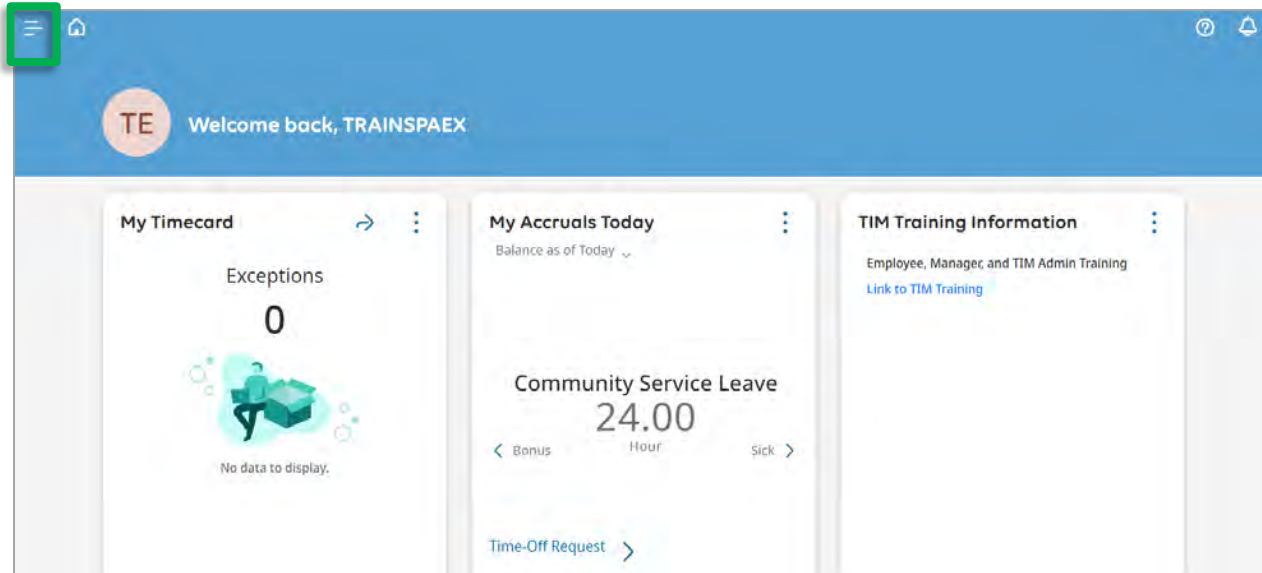 TE
Welcome back, TRAINSPAEX
My Timecard
Exceptions
0
No data to display.
My Accruals Today
Balance as of Today
Community Service Leave
24.00
Hour
Bonus
Sick
Time-Off Request
TIM Training Information
Employee, Manager, and TIM Admin Training
Link to TIM Training